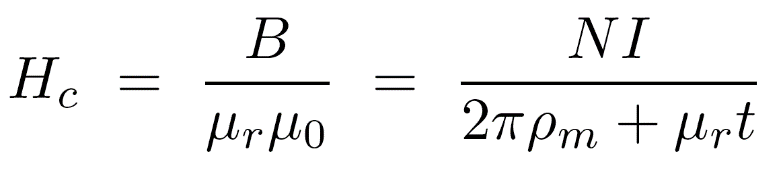 H_c = \frac{B}{\mu_r \mu_0} = \frac{NI}{2\pi\rho_m + \mu_r t}